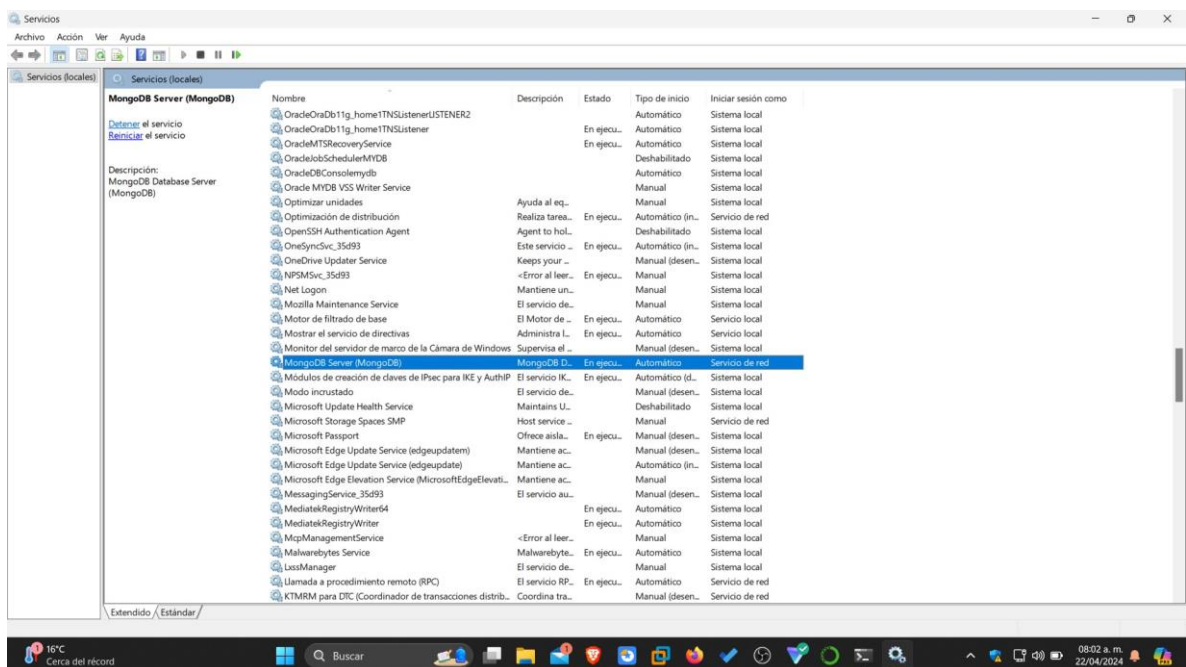 Servicios
Archivo Acción Ver Ayuda
Servicios (locales)
Servicios (locales)
MongoDB Server (MongoDB)
Detener el servicio
Reiniciar el servicio
Descripción:
MongoDB Database Server
(MongoDB)
Nombre Descripción Estado Tipo de inicio Iniciar sesión como
OracleOraDb11g_home1TNSListenerLISTENER2 Automático Sistema local
OracleOraDb11g_home1TNSListener En ejecu... Automático Sistema local
OracleMTSRecoveryService En ejecu... Automático Sistema local
OracleJobSchedulerMYDB Deshabilitado Sistema local
OracleDBConsolemydb Automático Sistema local
Oracle MYDB VSS Writer Service Manual Sistema local
Optimizar unidades Ayuda al eq... Manual Sistema local
Optimización de distribución Realiza tarea... En ejecu... Automático (in... Servicio de red
OpenSSH Authentication Agent Agent to hol... Deshabilitado Sistema local
OneSyncSvc_35d93 Este servicio ... En ejecu... Automático (in... Sistema local
OneDrive Updater Service Keeps your ... Manual (desen... Sistema local
NPSMSvc_35d93 <Error al leer... En ejecu... Manual Sistema local
Net Logon Mantiene un... Manual Sistema local
Mozilla Maintenance Service El servicio de... Manual Sistema local
Motor de filtrado de base El Motor de ... En ejecu... Automático Servicio local
Mostrar el servicio de directivas Administra l... En ejecu... Automático Servicio local
Monitor del servidor de marco de la Cámara de Windows Supervisa el ... Manual (desen... Sistema local
MongoDB Server (MongoDB) MongoDB D... En ejecu... Automático Servicio de red
Módulos de creación de claves de IPsec para IKE y AuthIP El servicio IK... En ejecu... Automático (d... Sistema local
Modo incrustado El servicio de... Manual (desen... Sistema local
Microsoft Update Health Service Maintains U... Deshabilitado Sistema local
Microsoft Storage Spaces SMP Host service ... Manual Servicio de red
Microsoft Passport Ofrece aisla... En ejecu... Manual (desen... Sistema local
Microsoft Edge Update Service (edgeupdatem) Mantiene ac... Manual (desen... Sistema local
Microsoft Edge Update Service (edgeupdate) Mantiene ac... Automático (in... Sistema local
Microsoft Edge Elevation Service (MicrosoftEdgeElevati... Mantiene ac... Manual Sistema local
MessagingService_35d93 El servicio au... Manual (desen... Sistema local
MediatekRegistryWriter64 En ejecu... Automático Sistema local
MediatekRegistryWriter En ejecu... Automático Sistema local
McpManagementService <Error al leer... Manual Sistema local
Malwarebytes Service Malwarebyte... En ejecu... Automático Sistema local
LxssManager El servicio de... Manual Sistema local
Llamada a procedimiento remoto (RPC) El servicio RP... En ejecu... Automático Servicio de red
KTMRM para DTC (Coordinador de transacciones distrib... Coordina tra... Manual (desen... Servicio de red
Extendido Estándar
16°C
Cerca del récord
Buscar
08:02 a. m.
22/04/2024